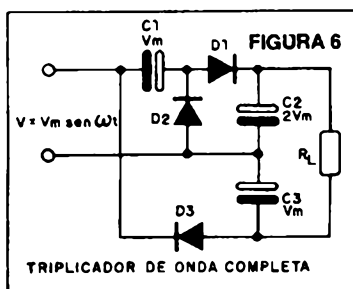 FIGURA 6
C1
Vm
D1
D2
C2
2Vm
V = Vm sen ωt
RL
C3
Vm
D3
TRIPLICADOR DE ONDA COMPLETA